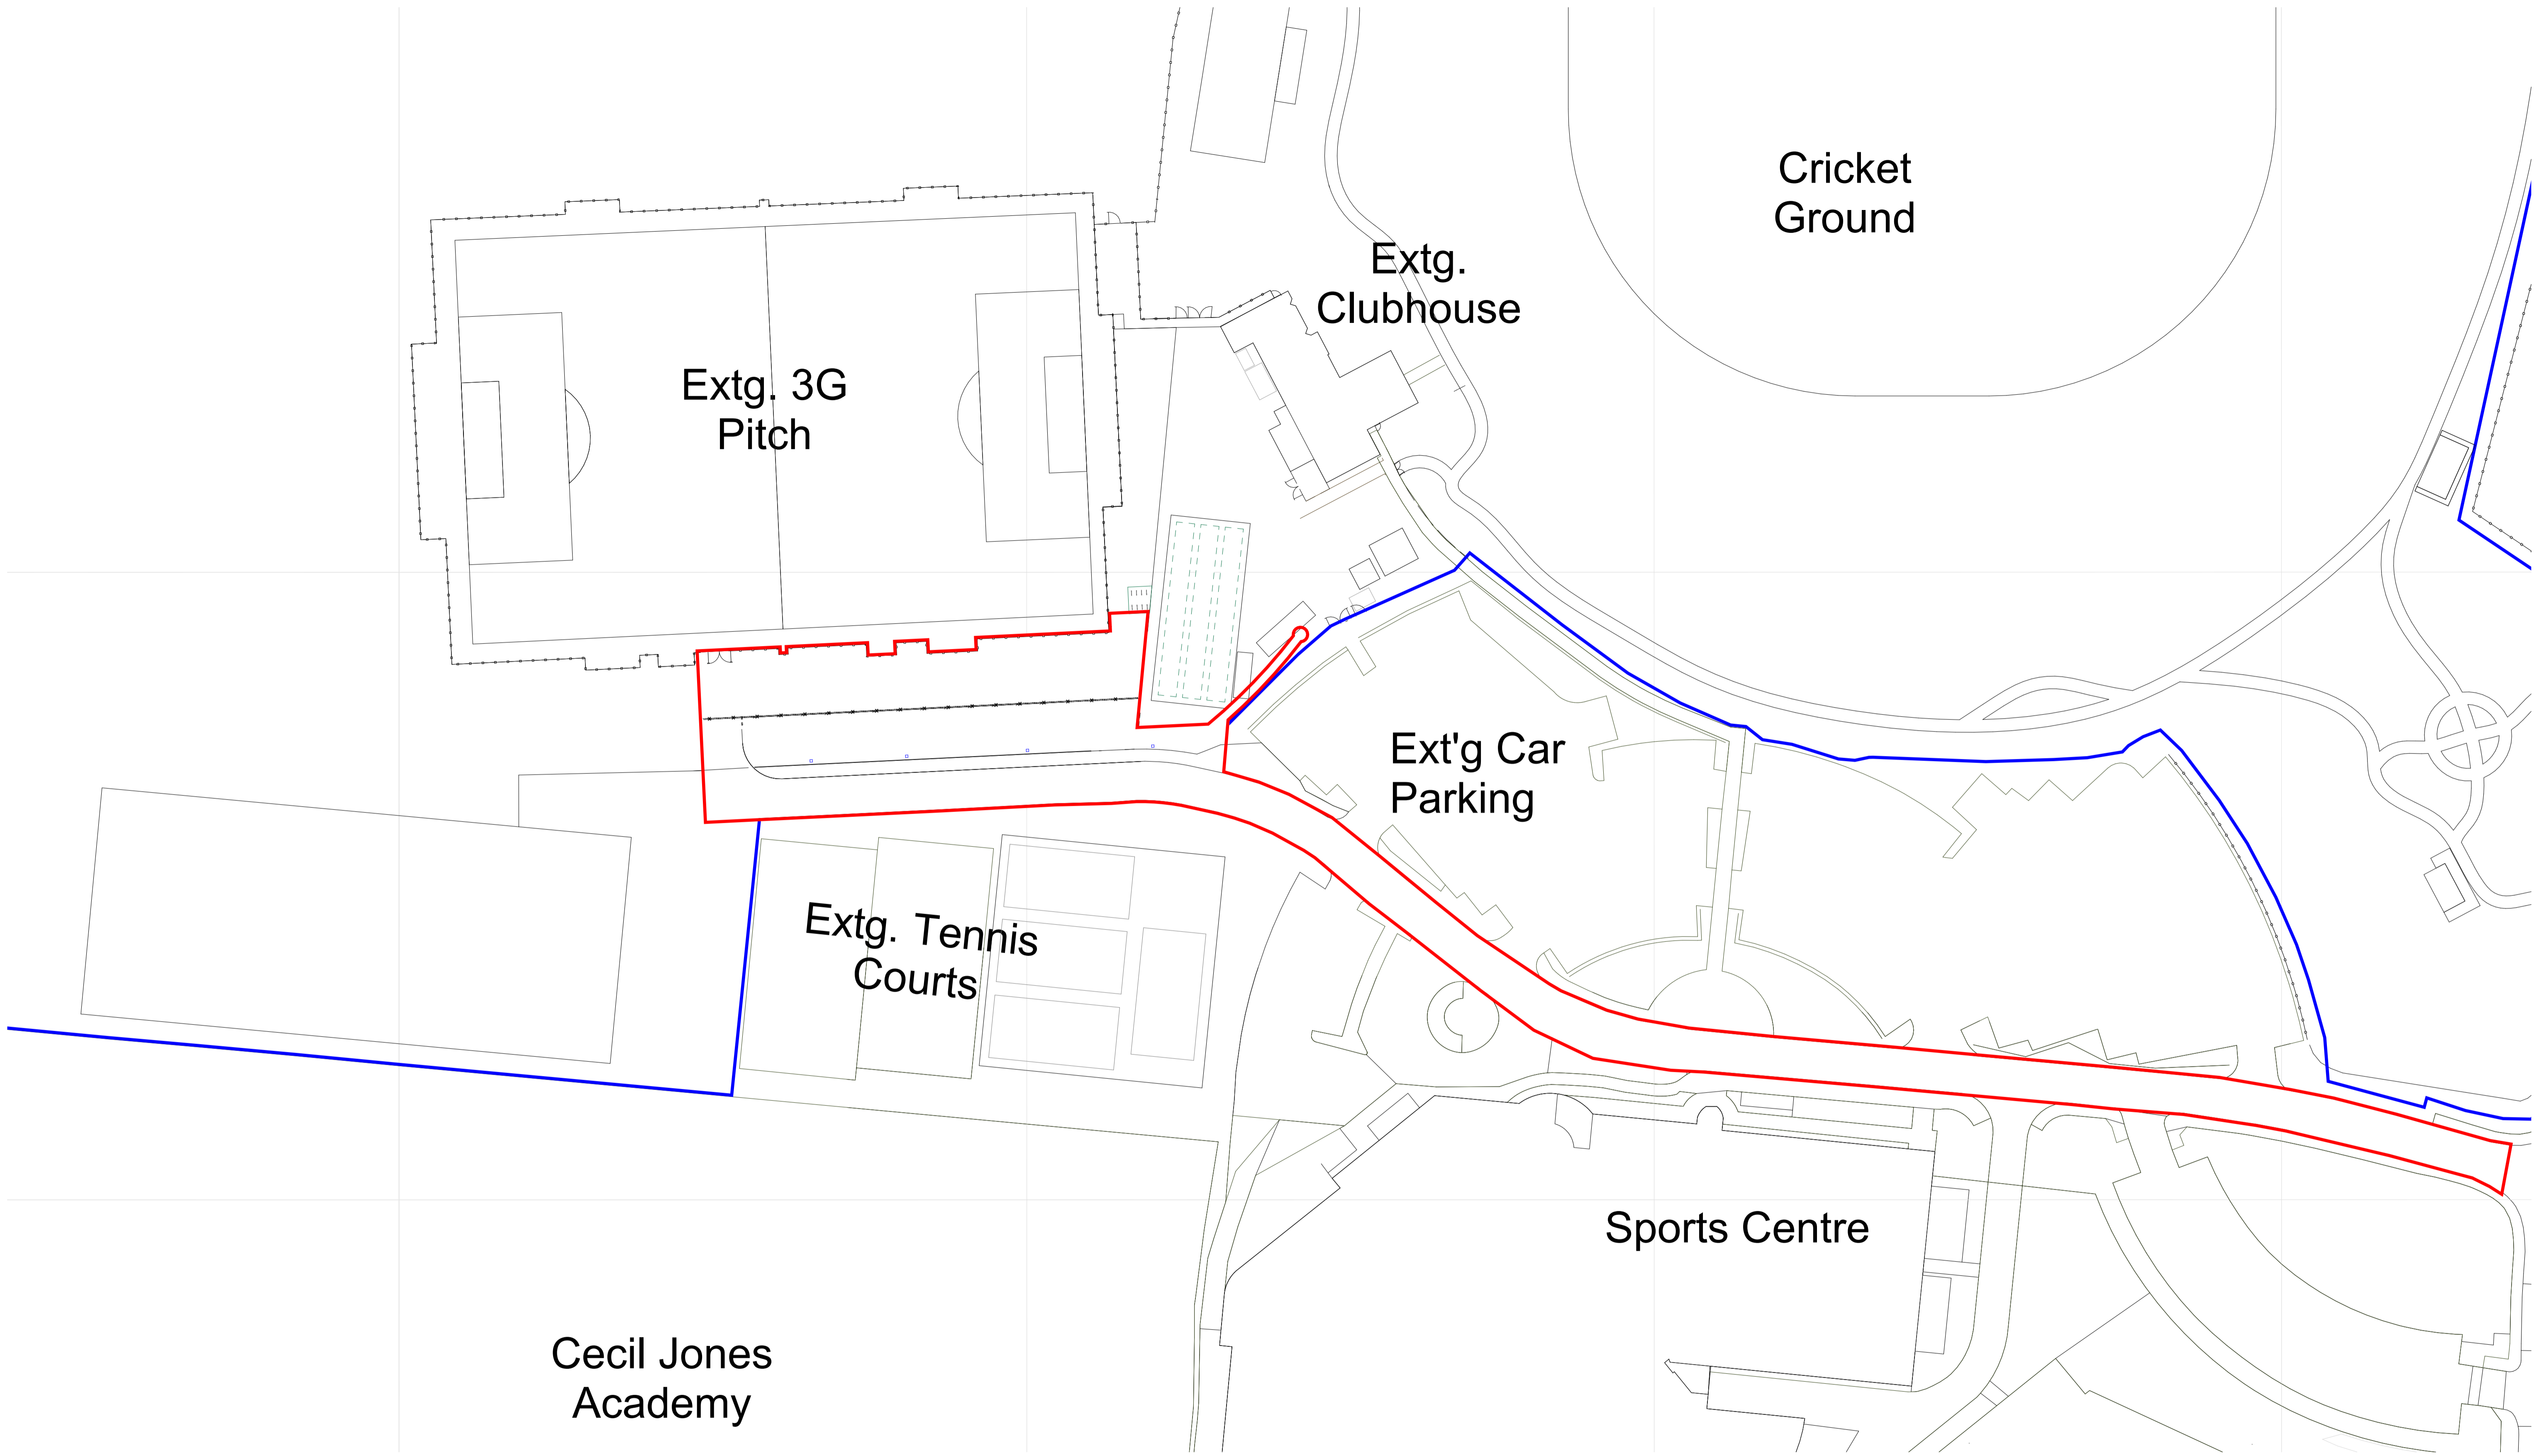 Cricket
Ground
Extg.
Clubhouse
Extg. 3G
Pitch
Ext'g Car
Parking
Extg. Tennis
Courts
Sports Centre
Cecil Jones
Academy